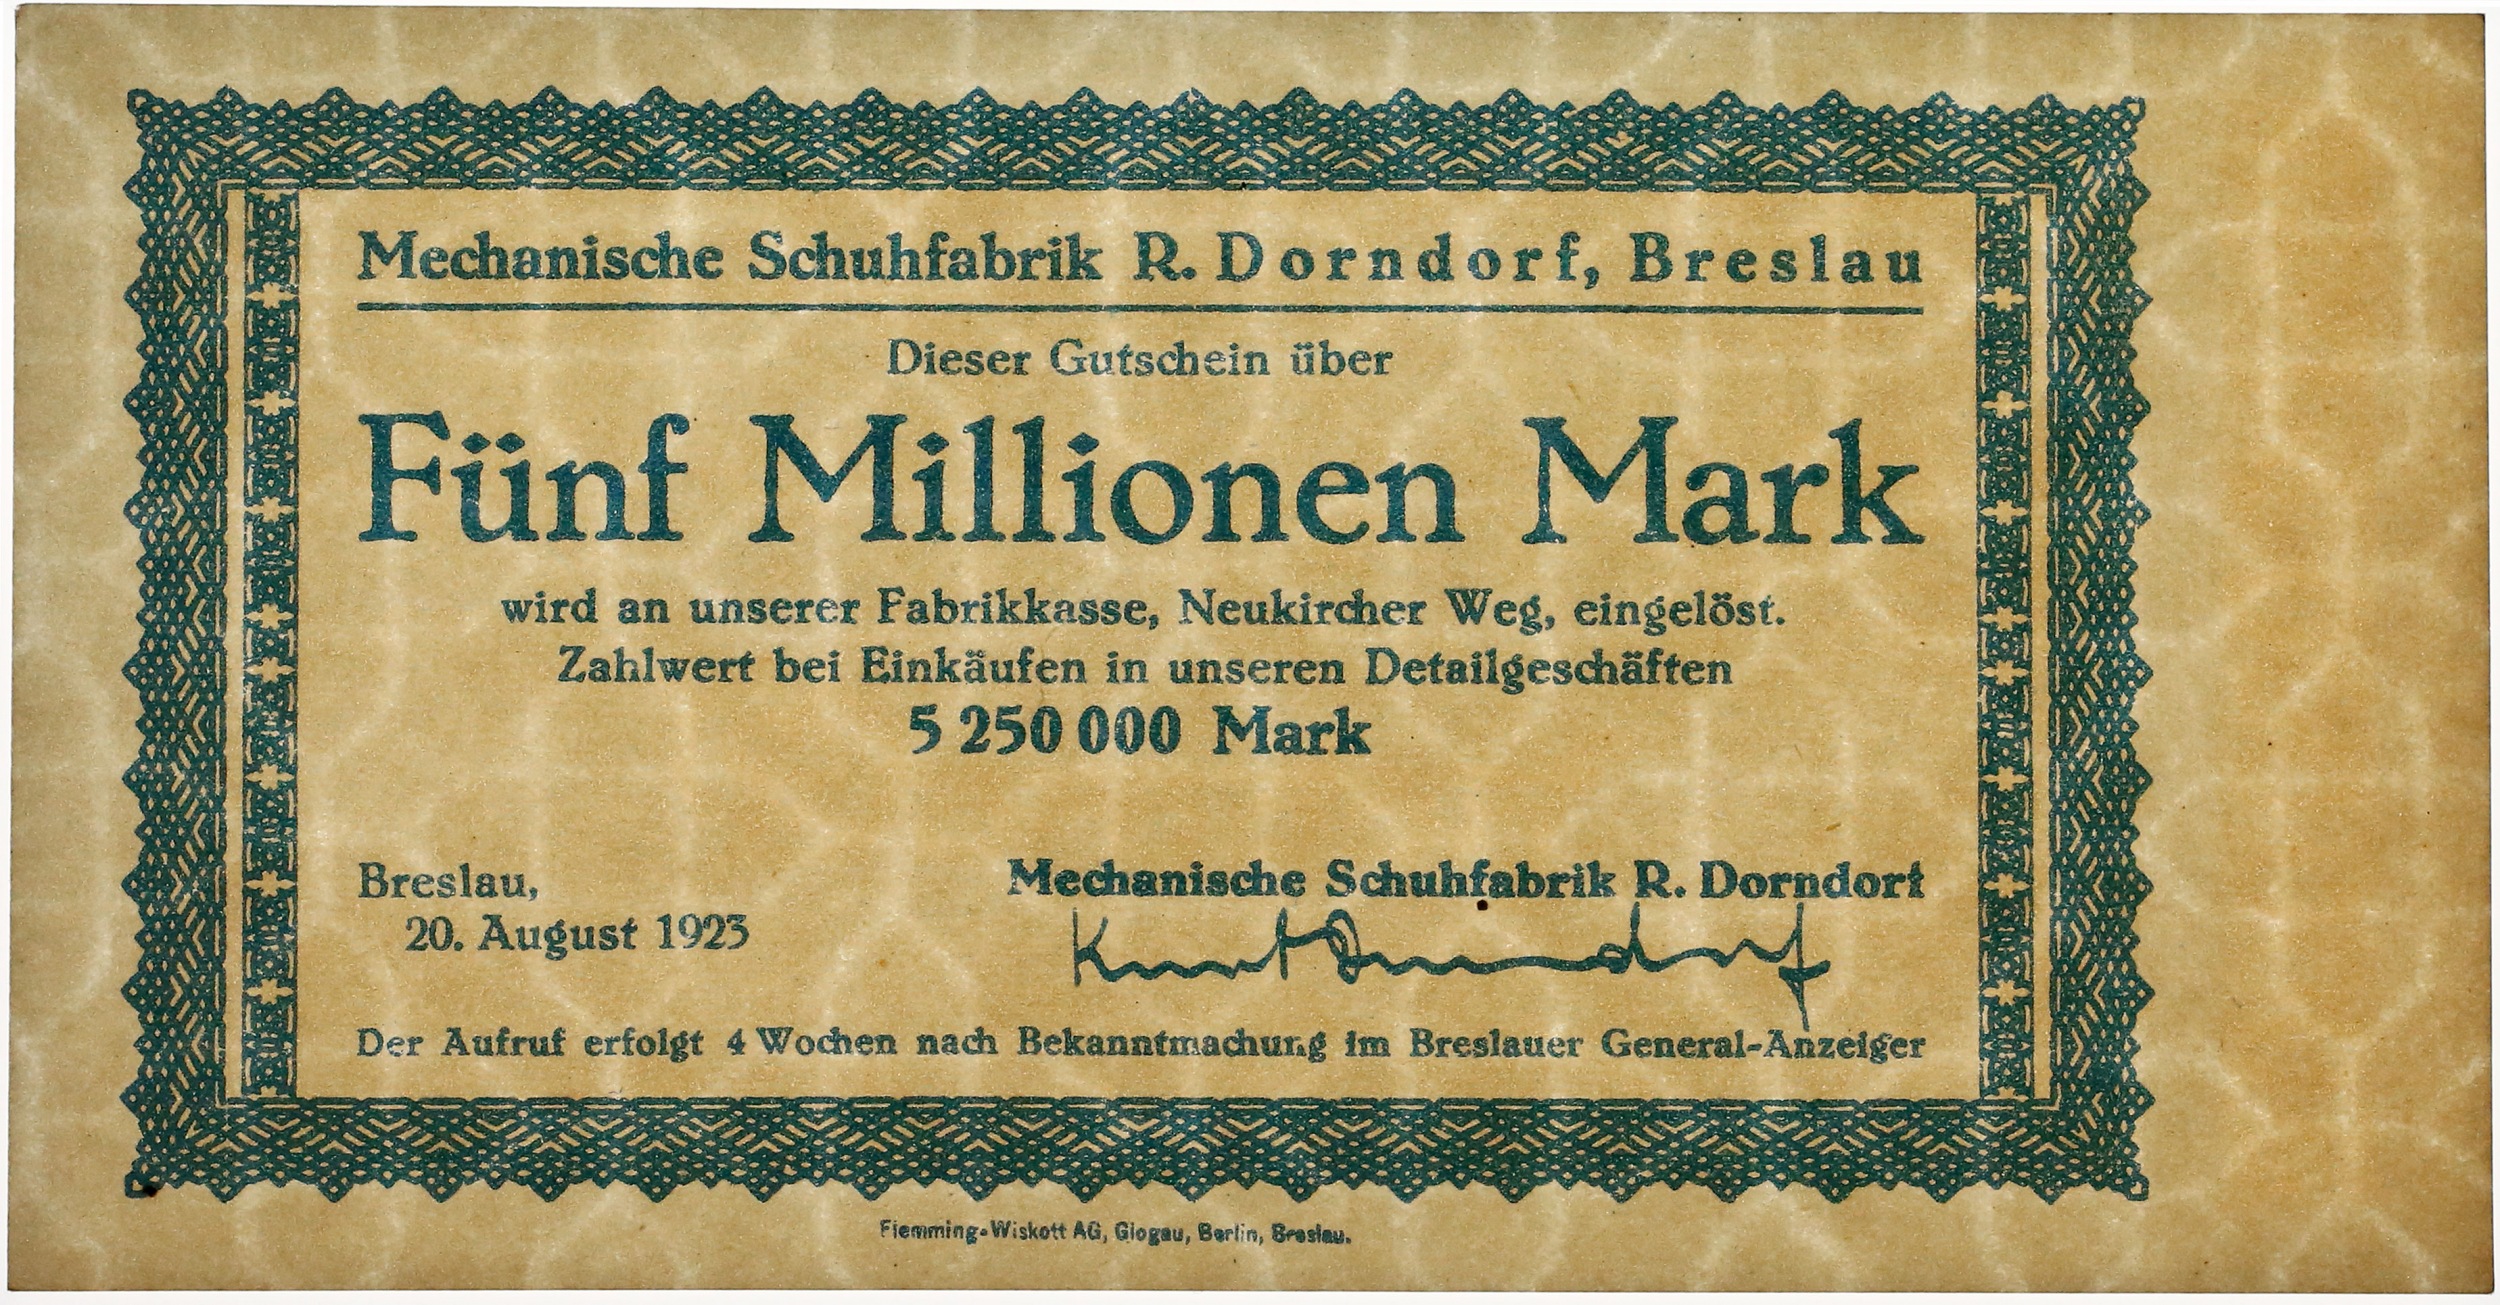 Mechanische Schuhfabrik R. Dorndorf, Breslau
Dieser Gutschein über
Fünf Millionen Mark
wird an unserer Fabrikkasse, Neukircher Weg, eingelöst.
Zahlwert bei Einkäufen in unseren Detailgeschäften
5 250 000 Mark
Breslau,
20. August 1923
Mechanische Schuhfabrik R. Dorndorf
Kurt Dorndorf
Der Aufruf erfolgt 4 Wochen nach Bekanntmachung im Breslauer General-Anzeiger
Flemming-Wiskott AG, Glogau, Berlin, Breslau.